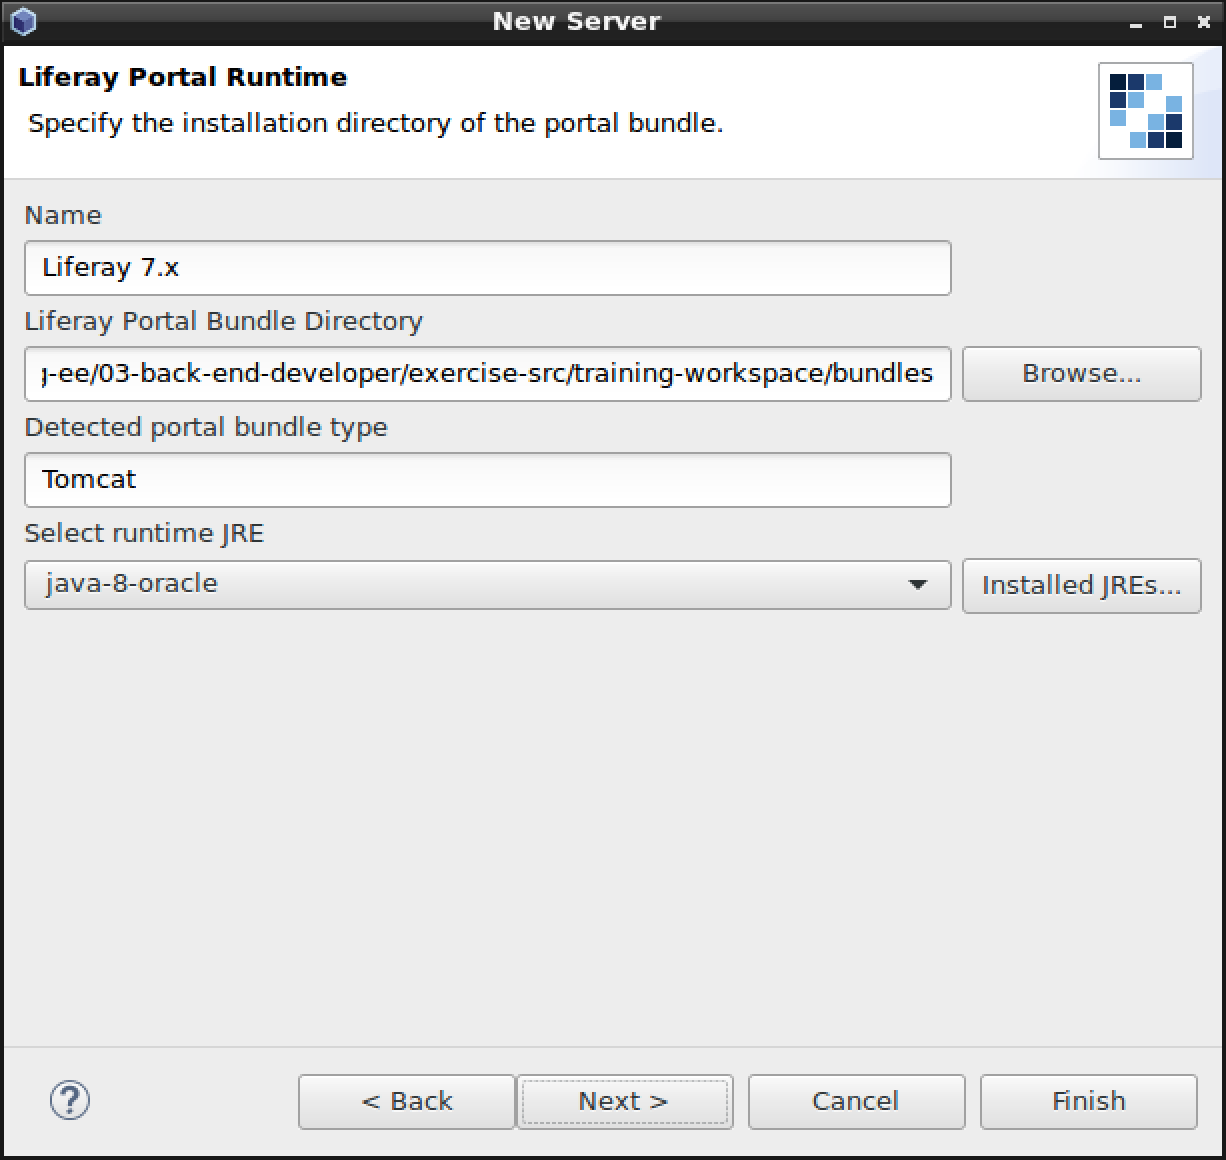 New Server
Liferay Portal Runtime
Specify the installation directory of the portal bundle.
Name
Liferay 7.x
Liferay Portal Bundle Directory
-ee/03-back-end-developer/exercise-src/training-workspace/bundles
Browse...
Detected portal bundle type
Tomcat
Select runtime JRE
java-8-oracle
Installed JREs...
?
< Back
Next >
Cancel
Finish